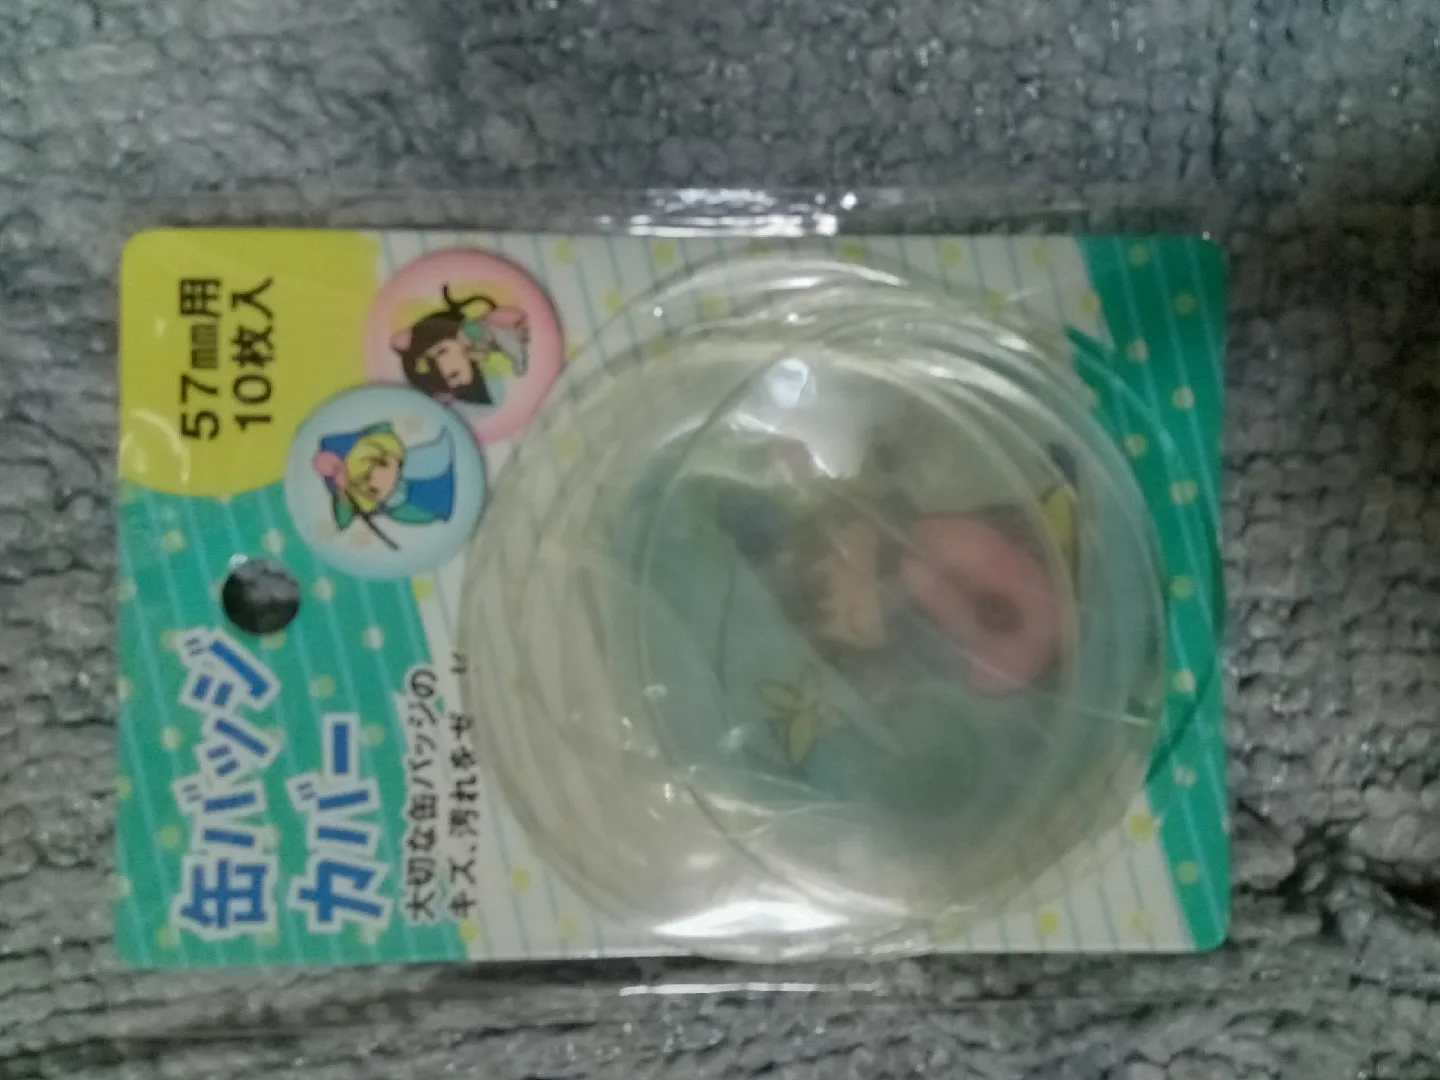 57mm用
10枚入
缶バッジ
カバー
大切な缶バッジの
キズ、汚れを